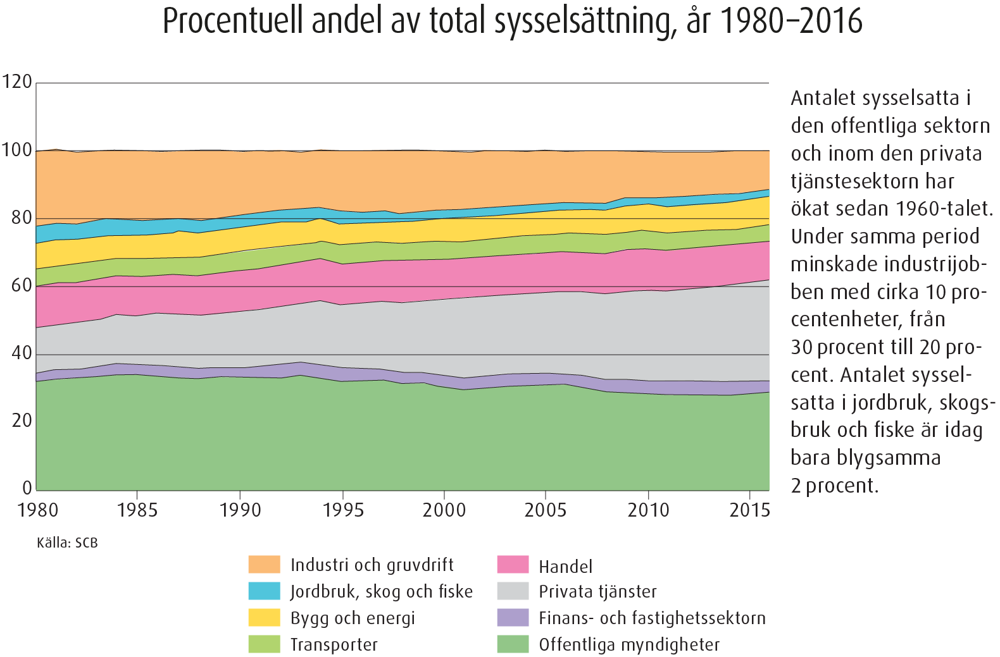 Procentuell andel av total sysselsättning, år 1980–2016
120
100
80
60
40
20
0
1980 1985 1990 1995 2000 2005 2010 2015
Källa: SCB
Antalet sysselsatta i
den offentliga sektorn
och inom den privata
tjänstesektorn har
ökat sedan 1960-talet.
Under samma period
minskade industrijob-
ben med cirka 10 pro-
centenheter, från
30 procent till 20 pro-
cent. Antalet syssel-
satta i jordbruk, skogs-
bruk och fiske är idag
bara blygsamma
2 procent.
Industri och gruvdrift
Jordbruk, skog och fiske
Bygg och energi
Transporter
Handel
Privata tjänster
Finans- och fastighetssektorn
Offentliga myndigheter